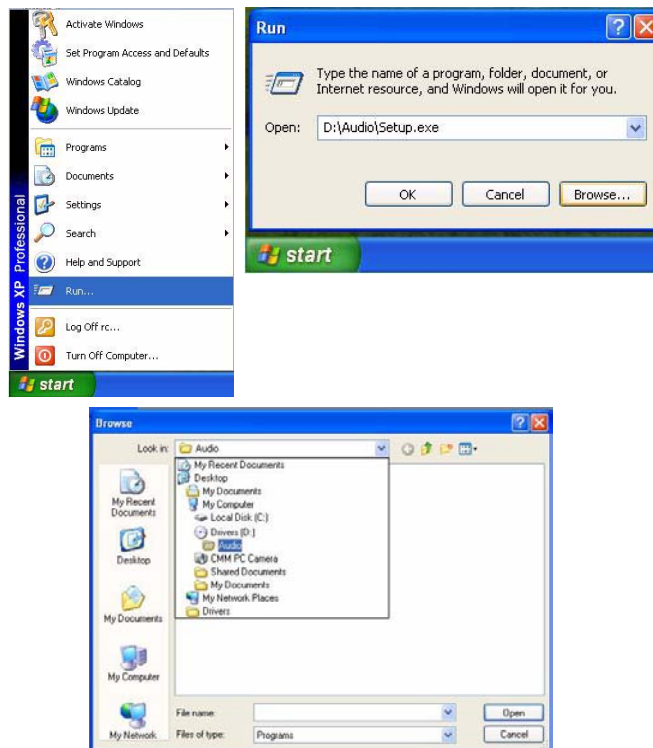 Activate Windows
Set Program Access and Defaults
Windows Catalog
Windows Update
Programs
Documents
Settings
Search
Help and Support
Run...
Log Off rc...
Turn Off Computer...
Windows XP Professional
start
Run
Type the name of a program, folder, document, or
Internet resource, and Windows will open it for you.
Open: D:\Audio\Setup.exe
OK Cancel Browse...
start
Browse
Look in: Audio
My Recent Documents
Desktop
My Documents
My Computer
Local Disk (C:)
Drivers (D:)
Audio
CMM PC Camera
Shared Documents
My Documents
My Network Places
Drivers
My Recent
Documents
Desktop
My Documents
My Computer
My Network
File name: Open
Files of type: Programs Cancel